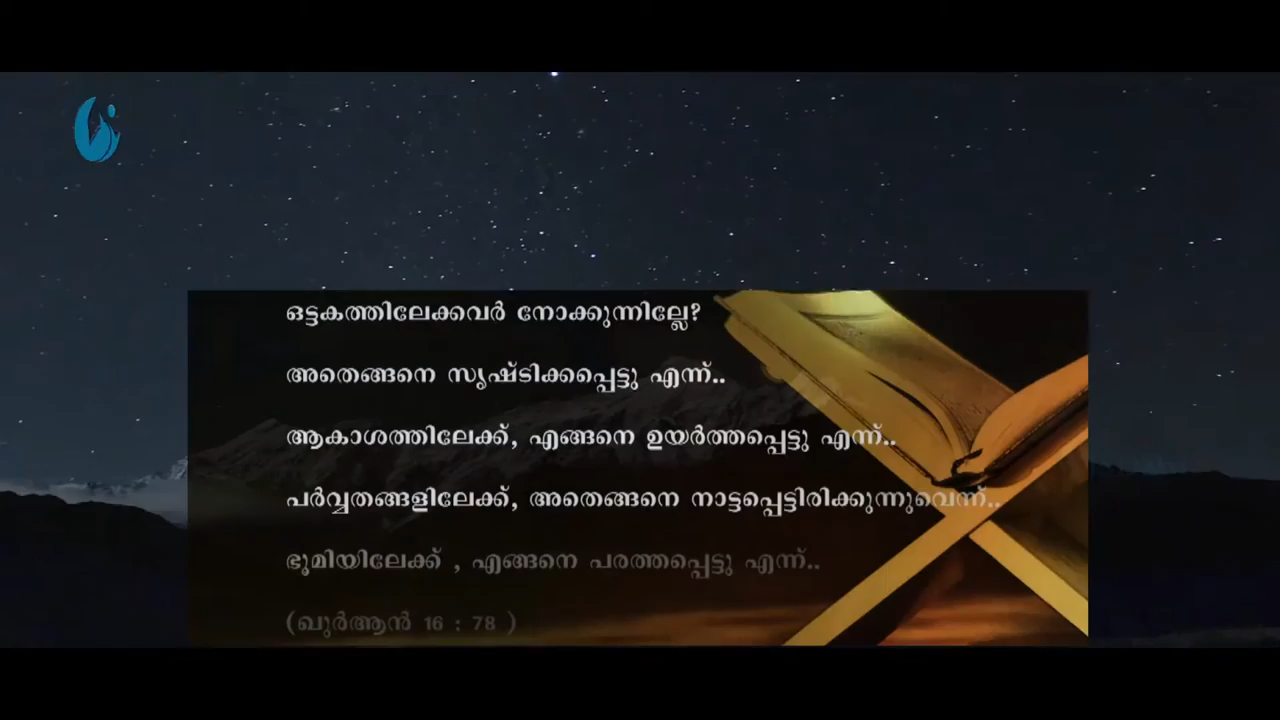 ഒട്ടകത്തിലേക്കവർ നോക്കുന്നില്ലേ?
അതെങ്ങനെ സൃഷ്ടിക്കപ്പെട്ടു എന്ന്..
ആകാശത്തിലേക്ക്, എങ്ങനെ ഉയർത്തപ്പെട്ടു എന്ന്..
പർവ്വതങ്ങളിലേക്ക്, അതെങ്ങനെ നാട്ടപ്പെട്ടിരിക്കുന്നുവെന്ന്..
ഭൂമിയിലേക്ക് , എങ്ങനെ പരത്തപ്പെട്ടു എന്ന്..
(ഖുർആൻ 16 : 78 )